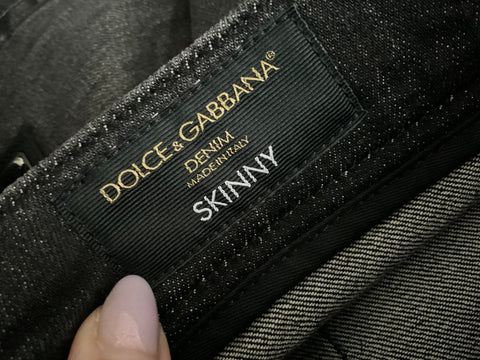 DOLCE & GABBANA®
DENIM
MADE IN ITALY
SKINNY